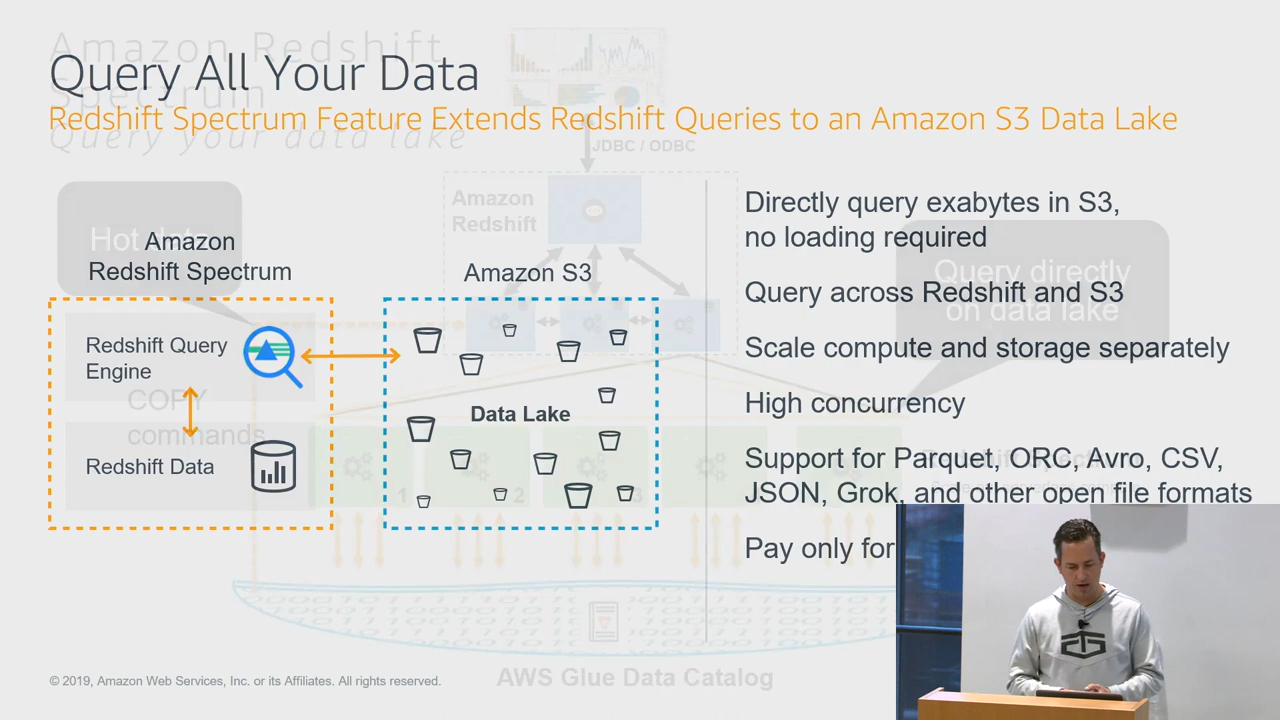 Amazon Redshift
Spectrum
Query your data lake
Query All Your Data
Redshift Spectrum Feature Extends Redshift Queries to an Amazon S3 Data Lake
JDBC / ODBC
Amazon
Redshift
Hot data
Amazon
Redshift Spectrum
Amazon S3
Redshift Query
Engine
COPY
commands
Redshift Data
Data Lake
1
2
3
Directly query exabytes in S3,
no loading required
Query directly
on data lake
Query across Redshift and S3
Scale compute and storage separately
High concurrency
Support for Parquet, ORC, Avro, CSV,
JSON, Grok, and other open file formats
Pay only for
AWS Glue Data Catalog
© 2019, Amazon Web Services, Inc. or its Affiliates. All rights reserved.